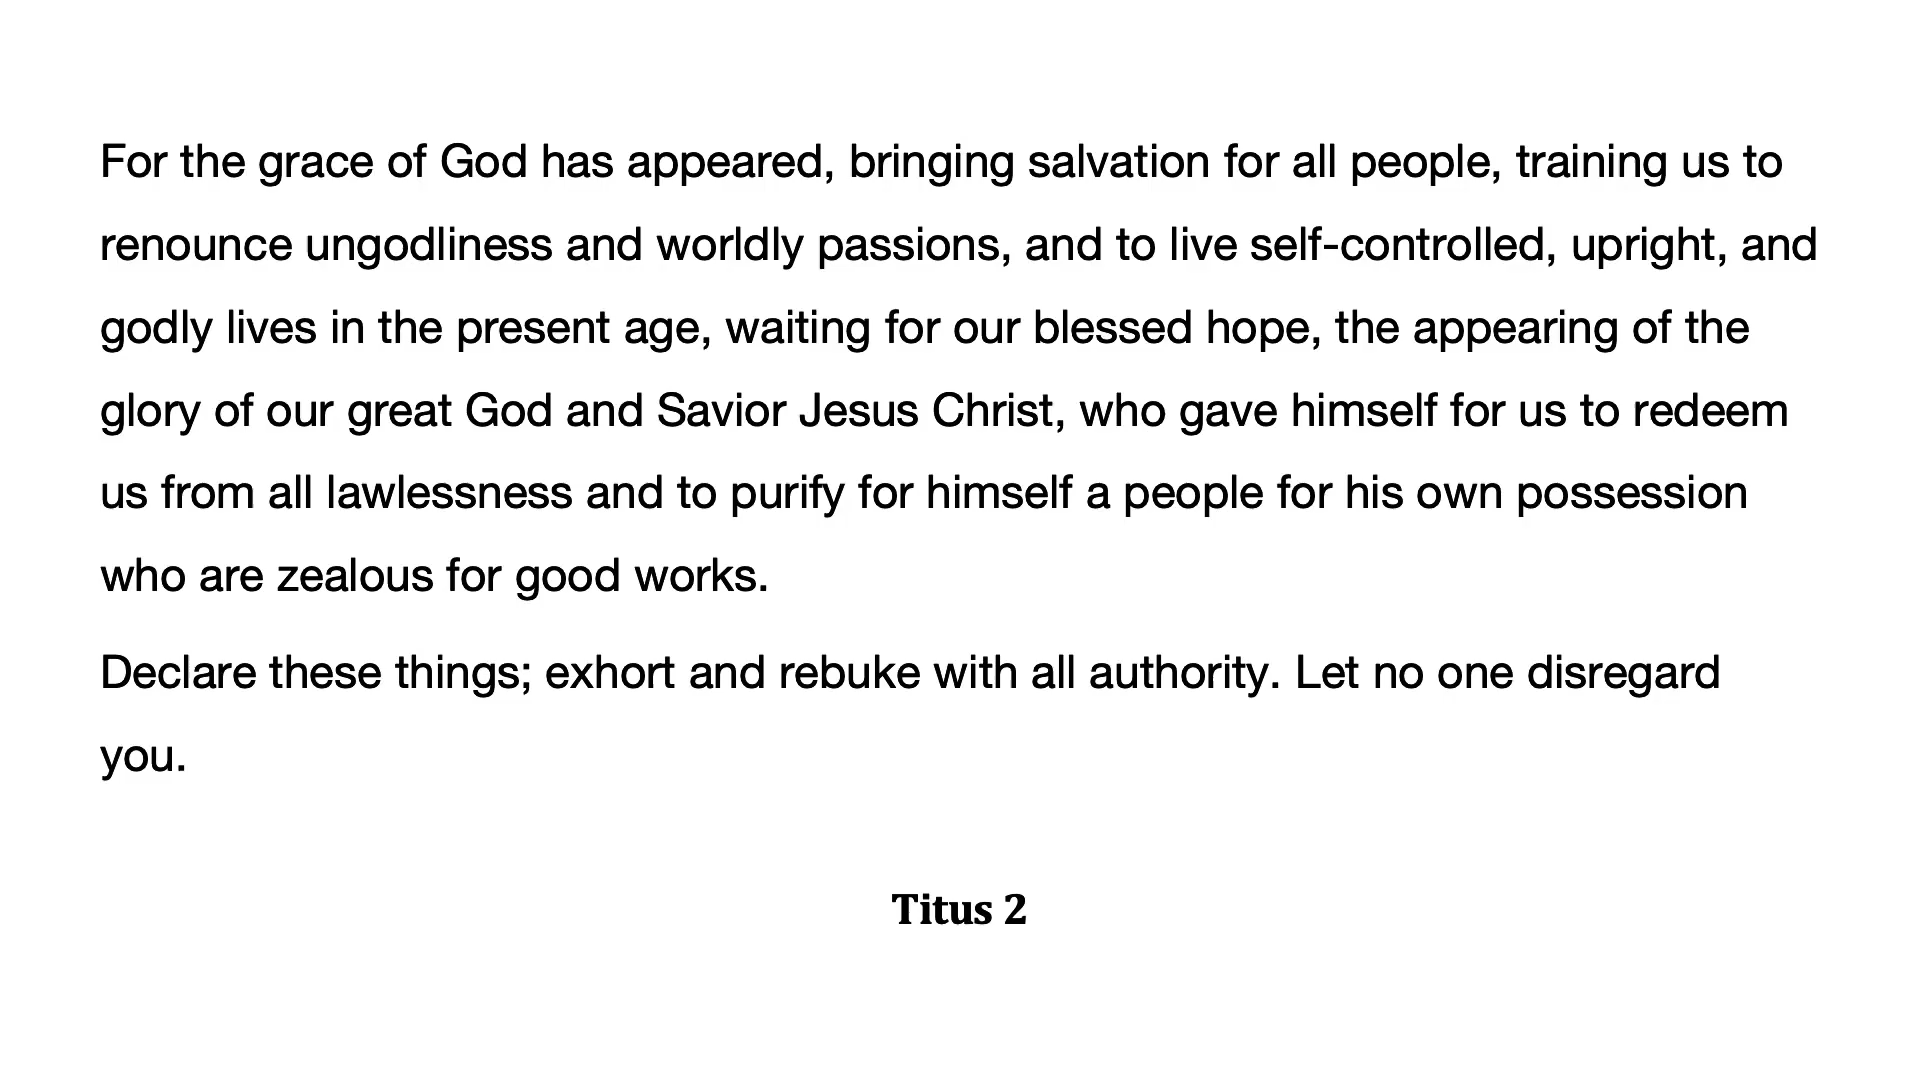 For the grace of God has appeared, bringing salvation for all people, training us to
renounce ungodliness and worldly passions, and to live self-controlled, upright, and
godly lives in the present age, waiting for our blessed hope, the appearing of the
glory of our great God and Savior Jesus Christ, who gave himself for us to redeem
us from all lawlessness and to purify for himself a people for his own possession
who are zealous for good works.
Declare these things; exhort and rebuke with all authority. Let no one disregard
you.
Titus 2